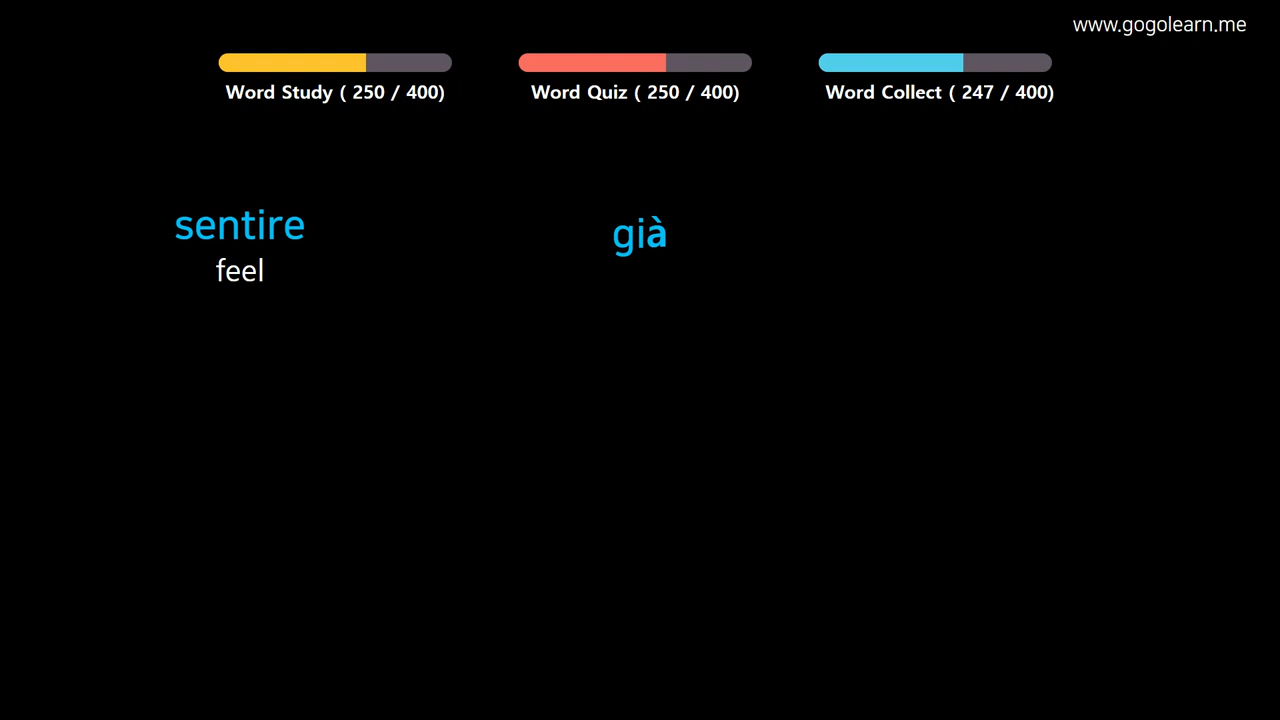 www.gogolearn.me
Word Study ( 250 / 400)
Word Quiz ( 250 / 400)
Word Collect ( 247 / 400)
sentire
feel
già